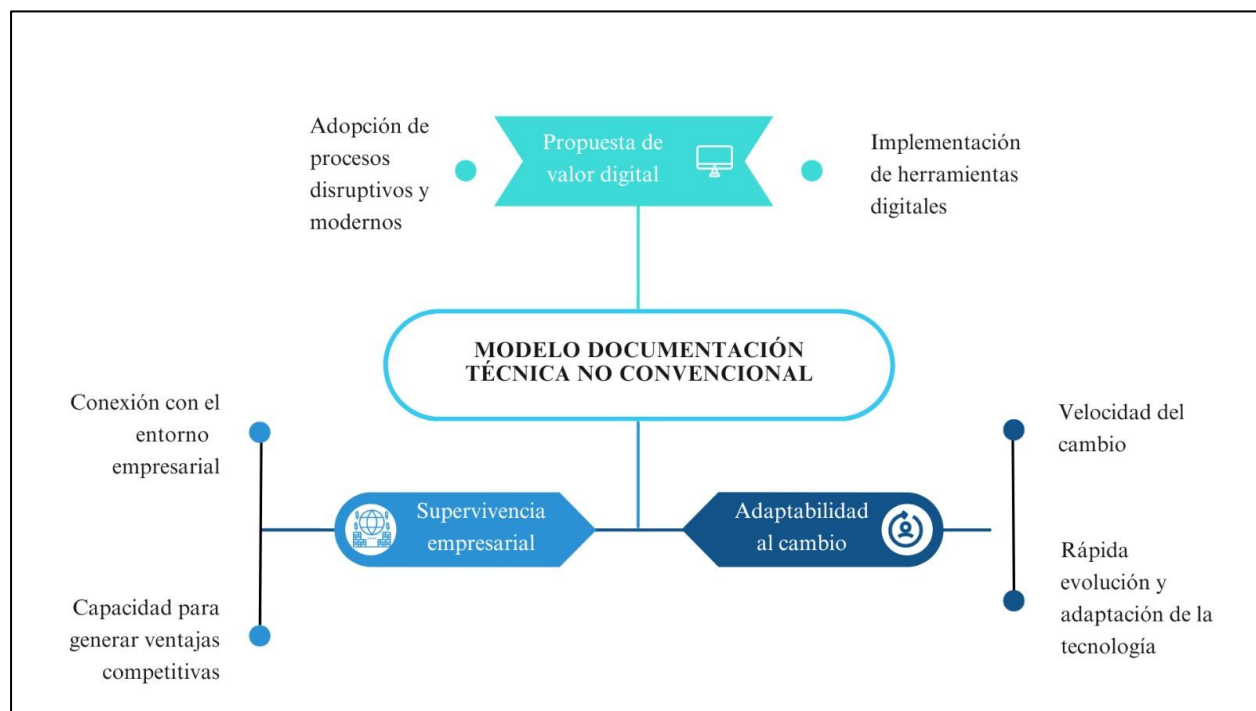 Adopción de
procesos
disruptivos y
modernos
Propuesta de
valor digital
Implementación
de herramientas
digitales
MODELO DOCUMENTACIÓN
TÉCNICA NO CONVENCIONAL
Conexión con el
entorno
empresarial
Capacidad para
generar ventajas
competitivas
Supervivencia
empresarial
Adaptabilidad
al cambio
Velocidad del
cambio
Rápida
evolución y
adaptación de la
tecnología